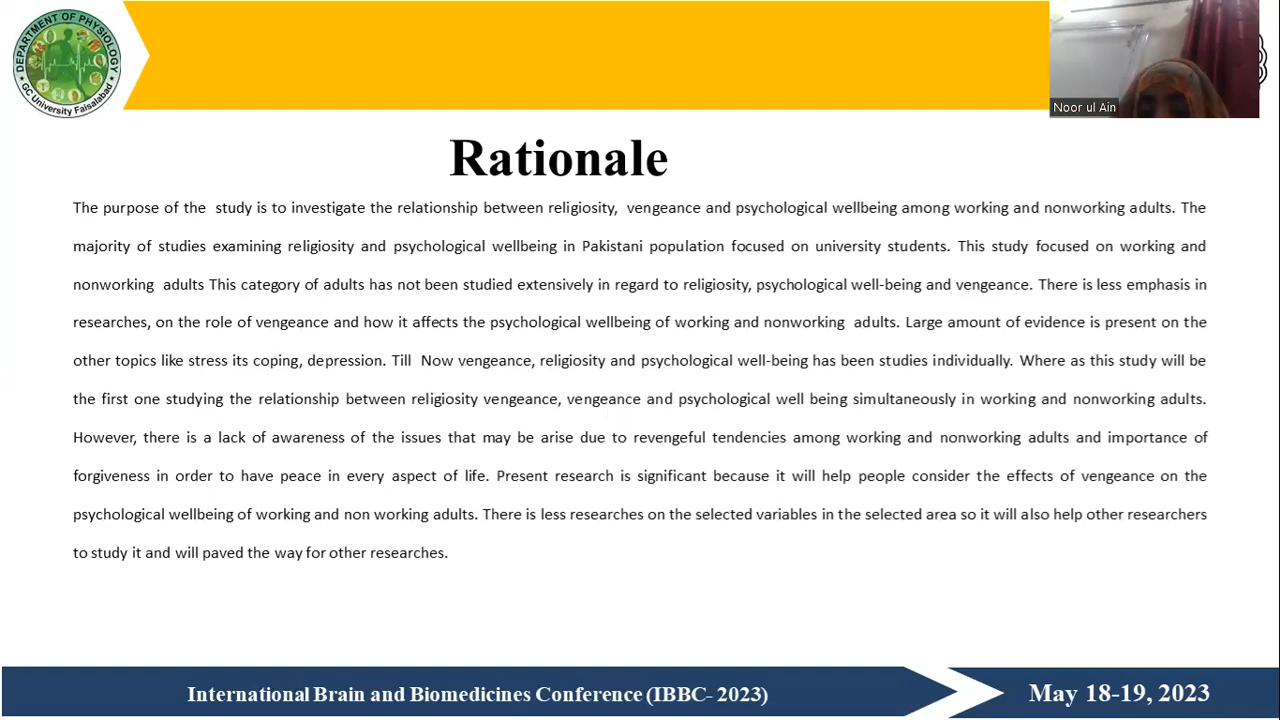 DEPARTMENT OF PHYSIOLOGY
GC University Faisalabad
Noor ul Ain
Rationale
The purpose of the  study is to investigate the relationship between religiosity,  vengeance and psychological wellbeing among working and nonworking adults. The
majority of studies examining religiosity and psychological wellbeing in Pakistani population focused on university students. This study focused on working and
nonworking  adults This category of adults has not been studied extensively in regard to religiosity, psychological well-being and vengeance. There is less emphasis in
researches, on the role of vengeance and how it affects the psychological wellbeing of working and nonworking  adults. Large amount of evidence is present on the
other topics like stress its coping, depression. Till  Now vengeance, religiosity and psychological well-being has been studies individually. Where as this study will be
the first one studying the relationship between religiosity vengeance, vengeance and psychological well being simultaneously in working and nonworking adults.
However, there is a lack of awareness of the issues that may be arise due to revengeful tendencies among working and nonworking adults and importance of
forgiveness in order to have peace in every aspect of life. Present research is significant because it will help people consider the effects of vengeance on the
psychological wellbeing of working and non working adults. There is less researches on the selected variables in the selected area so it will also help other researchers
to study it and will paved the way for other researches.
International Brain and Biomedicines Conference (IBBC- 2023)
May 18-19, 2023